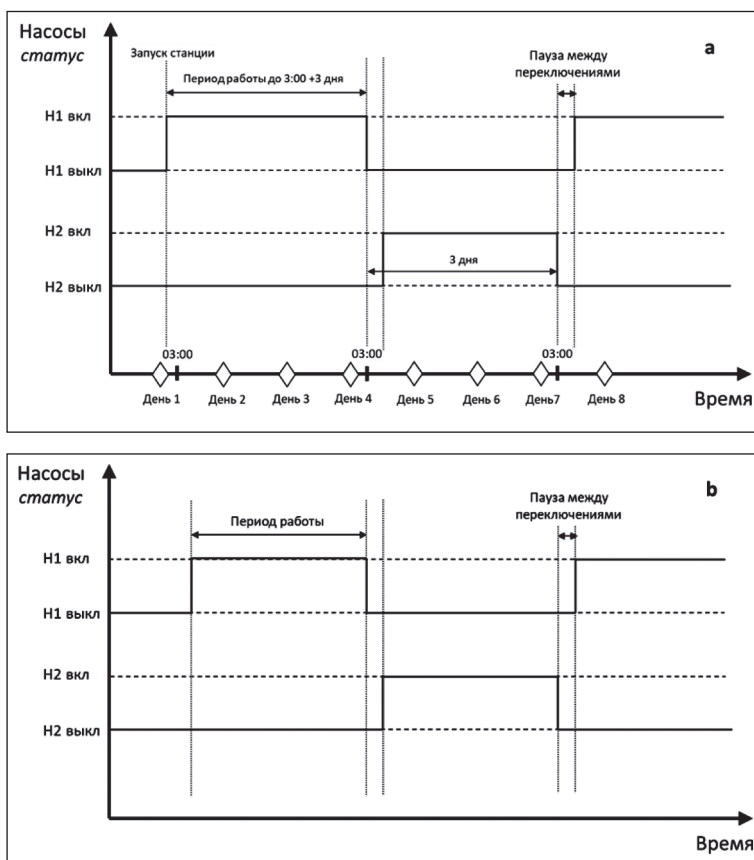 Насосы
статус
a
Запуск станции
Пауза между
переключениями
Период работы до 3:00 +3 дня
Н1 вкл
Н1 выкл
Н2 вкл
3 дня
Н2 выкл
03:00
03:00
03:00
День 1
День 2
День 3
День 4
День 5
День 6
День7
День 8
Время
Насосы
статус
b
Пауза между
переключениями
Период работы
Н1 вкл
Н1 выкл
Н2 вкл
Н2 выкл
Время